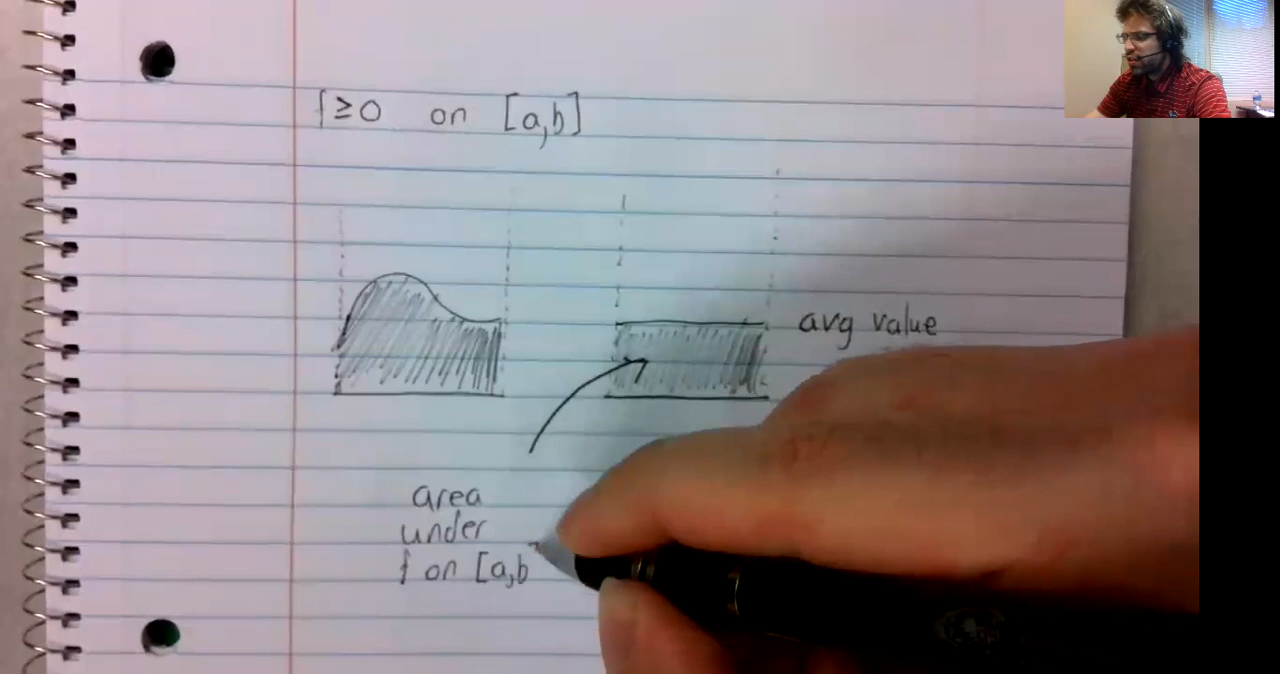 f ≥ 0 on [a,b]
avg value
area
under
f on [a,b